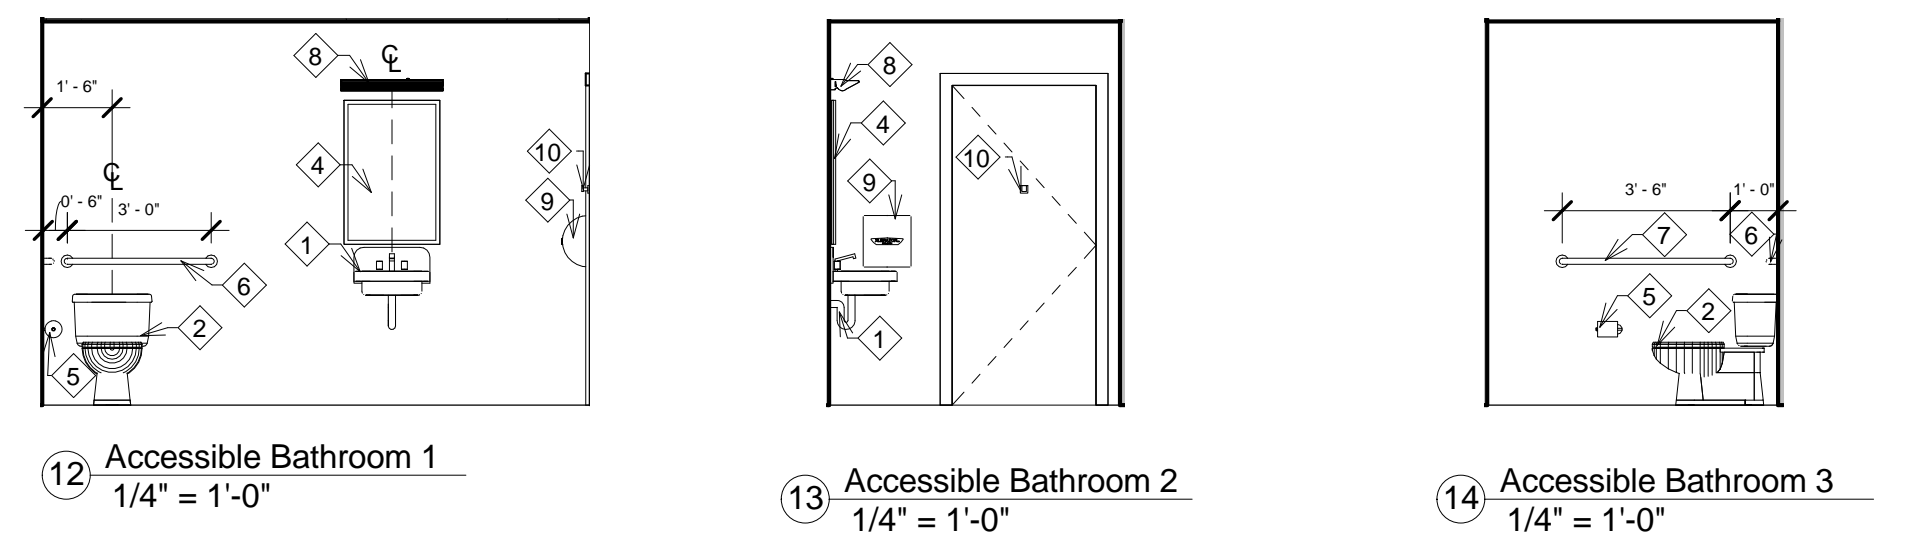 8
℄
1' - 6"
4
10
℄
0' - 6"
3' - 0"
9
1
6
2
5
12
Accessible Bathroom 1
1/4" = 1'-0"
8
4
10
9
1
13
Accessible Bathroom 2
1/4" = 1'-0"
3' - 6"
1' - 0"
7
6
5
2
14
Accessible Bathroom 3
1/4" = 1'-0"